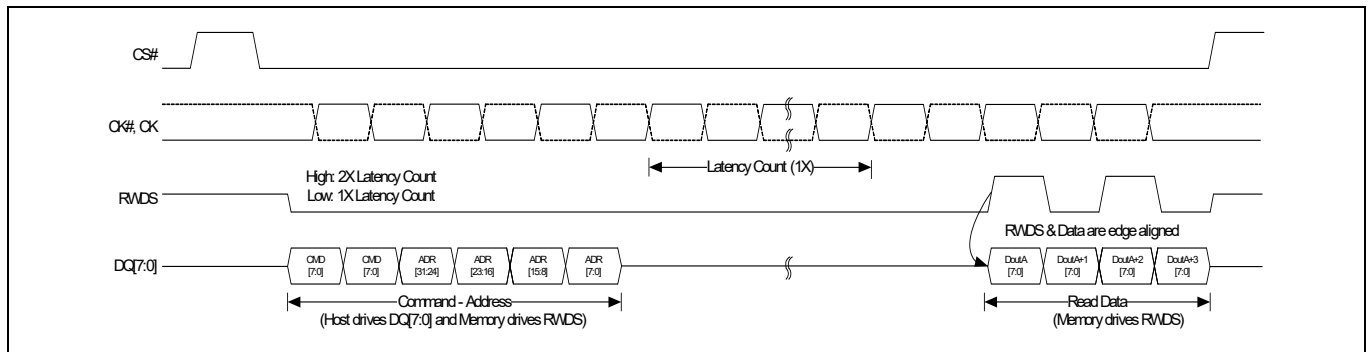 CS#
CK#, CK
Latency Count (1X)
High: 2X Latency Count
Low: 1X Latency Count
RWDS
RWDS & Data are edge aligned
DQ[7:0]
CMD [7:0]
CMD [7:0]
ADR [31:24]
ADR [23:16]
ADR [15:8]
ADR [7:0]
DoutA [7:0]
DoutA+1 [7:0]
DoutA+2 [7:0]
DoutA+3 [7:0]
Command - Address
(Host drives DQ[7:0] and Memory drives RWDS)
Read Data
(Memory drives RWDS)